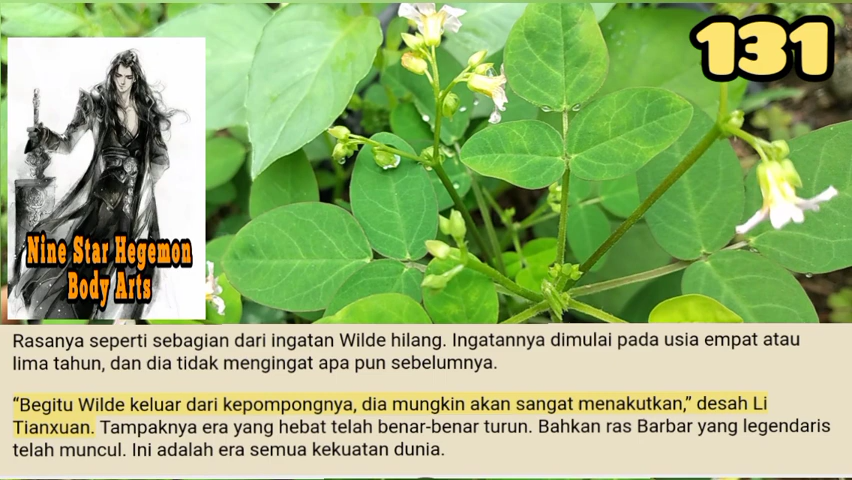 131
Nine Star Hegemon
Body Arts
Rasanya seperti sebagian dari ingatan Wilde hilang. Ingatannya dimulai pada usia empat atau
lima tahun, dan dia tidak mengingat apa pun sebelumnya.
“Begitu Wilde keluar dari kepompongnya, dia mungkin akan sangat menakutkan,” desah Li
Tianxuan. Tampaknya era yang hebat telah benar-benar turun. Bahkan ras Barbar yang legendaris
telah muncul. Ini adalah era semua kekuatan dunia.